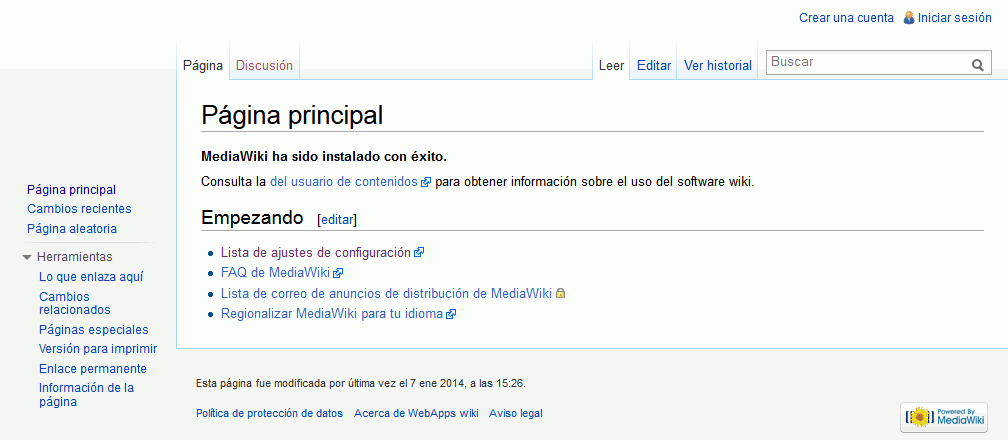 Crear una cuenta Iniciar sesión
Página Discusión Leer Editar Ver historial Buscar
Página principal
MediaWiki ha sido instalado con éxito.
Consulta la del usuario de contenidos para obtener información sobre el uso del software wiki.
Empezando [editar]
Lista de ajustes de configuración
FAQ de MediaWiki
Lista de correo de anuncios de distribución de MediaWiki
Regionalizar MediaWiki para tu idioma
Página principal
Cambios recientes
Página aleatoria
Herramientas
Lo que enlaza aquí
Cambios
relacionados
Páginas especiales
Versión para imprimir
Enlace permanente
Información de la
página
Esta página fue modificada por última vez el 7 ene 2014, a las 15:26.
Política de protección de datos Acerca de WebApps wiki Aviso legal
Powered By
MediaWiki